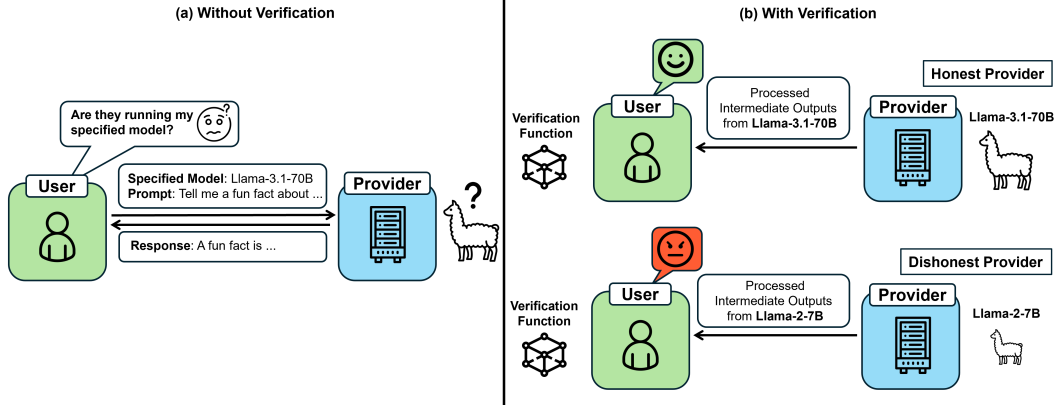 (a) Without Verification
Are they running my
specified model?
?
User
Specified Model: Llama-3.1-70B
Prompt: Tell me a fun fact about ...
Response: A fun fact is ...
Provider
?
(b) With Verification
Verification
Function
User
Processed
Intermediate Outputs
from Llama-3.1-70B
Provider
Honest Provider
Llama-3.1-70B
Verification
Function
User
Processed
Intermediate Outputs
from Llama-2-7B
Provider
Dishonest Provider
Llama-2-7B